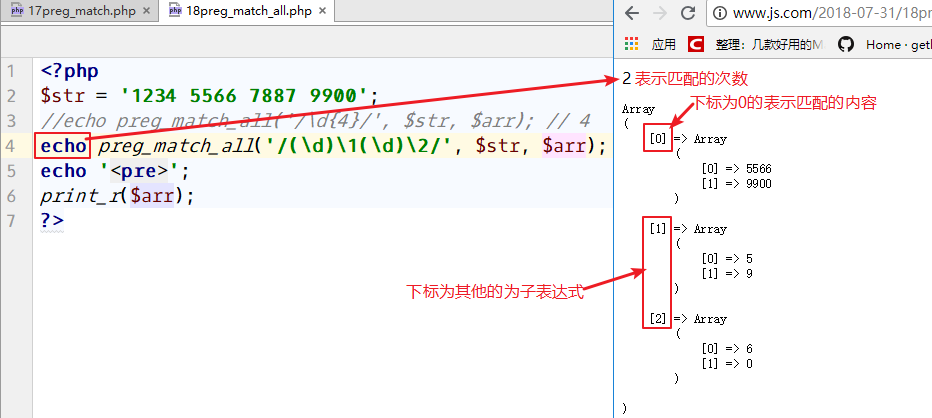 17preg_match.php
18preg_match_all.php
1 <?php
2 $str = '1234 5566 7887 9900';
3 //echo preg_match_all('/\d{4}/', $str, $arr); // 4
4 echo preg_match_all('/(\d)\1(\d)\2/', $str, $arr);
5 echo '<pre>';
6 print_r($arr);
7 ?>
下标为其他的为子表达式
www.js.com/2018-07-31/18pr
应用 整理：几款好用的 Home · get
2 表示匹配的次数
下标为0的表示匹配的内容
Array
(
[0] => Array
(
[0] => 5566
[1] => 9900
)
[1] => Array
(
[0] => 5
[1] => 9
)
[2] => Array
(
[0] => 6
[1] => 0
)
)